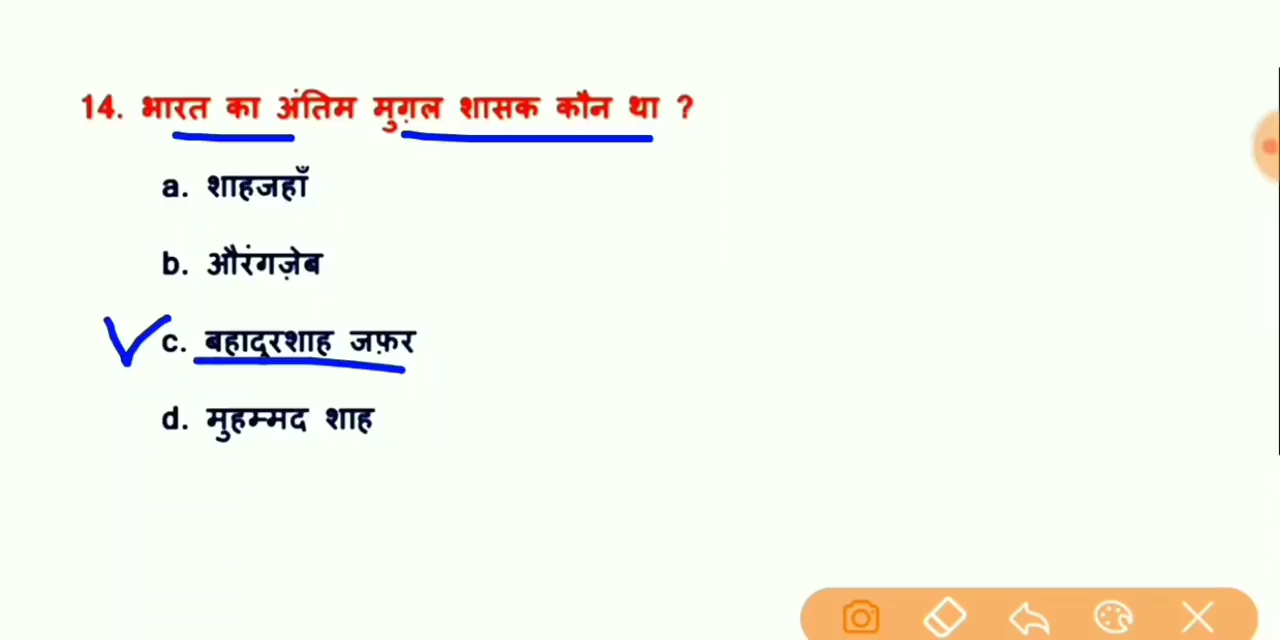 14. भारत का अंतिम मुग़ल शासक कौन था ?
a. शाहजहाँ
b. औरंगज़ेब
c. बहादूरशाह जफ़र
d. मुहम्मद शाह